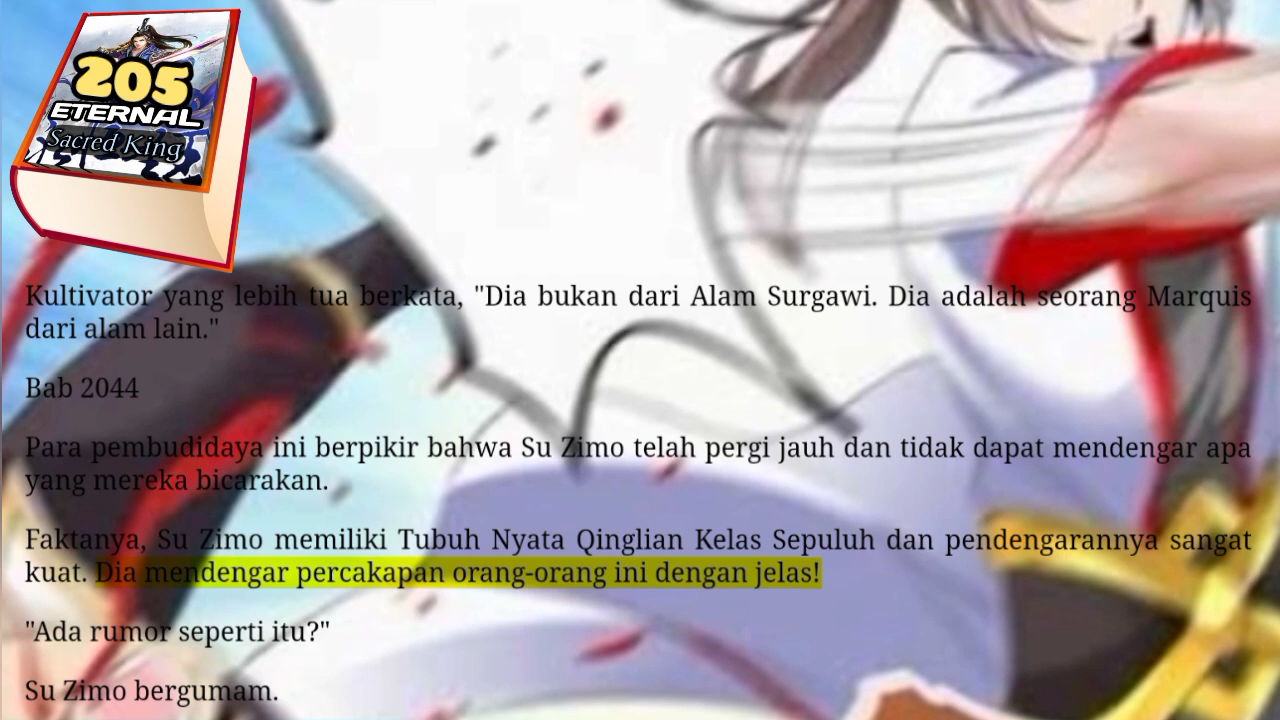 205
ETERNAL
Sacred King
Kultivator yang lebih tua berkata, "Dia bukan dari Alam Surgawi. Dia adalah seorang Marquis
dari alam lain."
Bab 2044
Para pembudidaya ini berpikir bahwa Su Zimo telah pergi jauh dan tidak dapat mendengar apa
yang mereka bicarakan.
Faktanya, Su Zimo memiliki Tubuh Nyata Qinglian Kelas Sepuluh dan pendengarannya sangat
kuat. Dia mendengar percakapan orang-orang ini dengan jelas!
"Ada rumor seperti itu?"
Su Zimo bergumam.